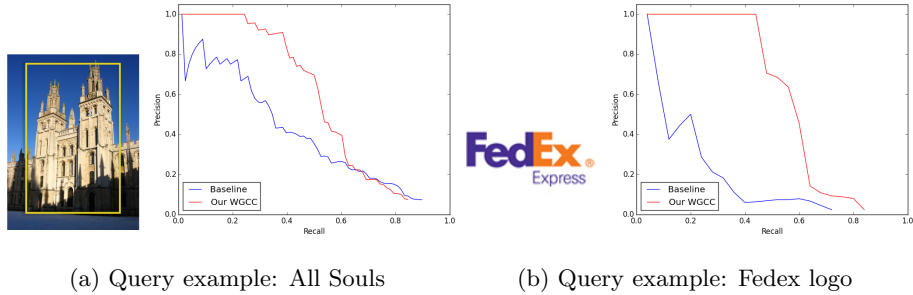 1.0
0.8
0.6
0.4
0.2
0.0
Precision
Baseline
Our WGCC
0.0 0.2 0.4 0.6 0.8 1.0
Recall
(a) Query example: All Souls
FedEx ®
Express
1.0
0.8
0.6
0.4
0.2
0.0
Precision
Baseline
Our WGCC
0.0 0.2 0.4 0.6 0.8 1.0
Recall
(b) Query example: Fedex logo